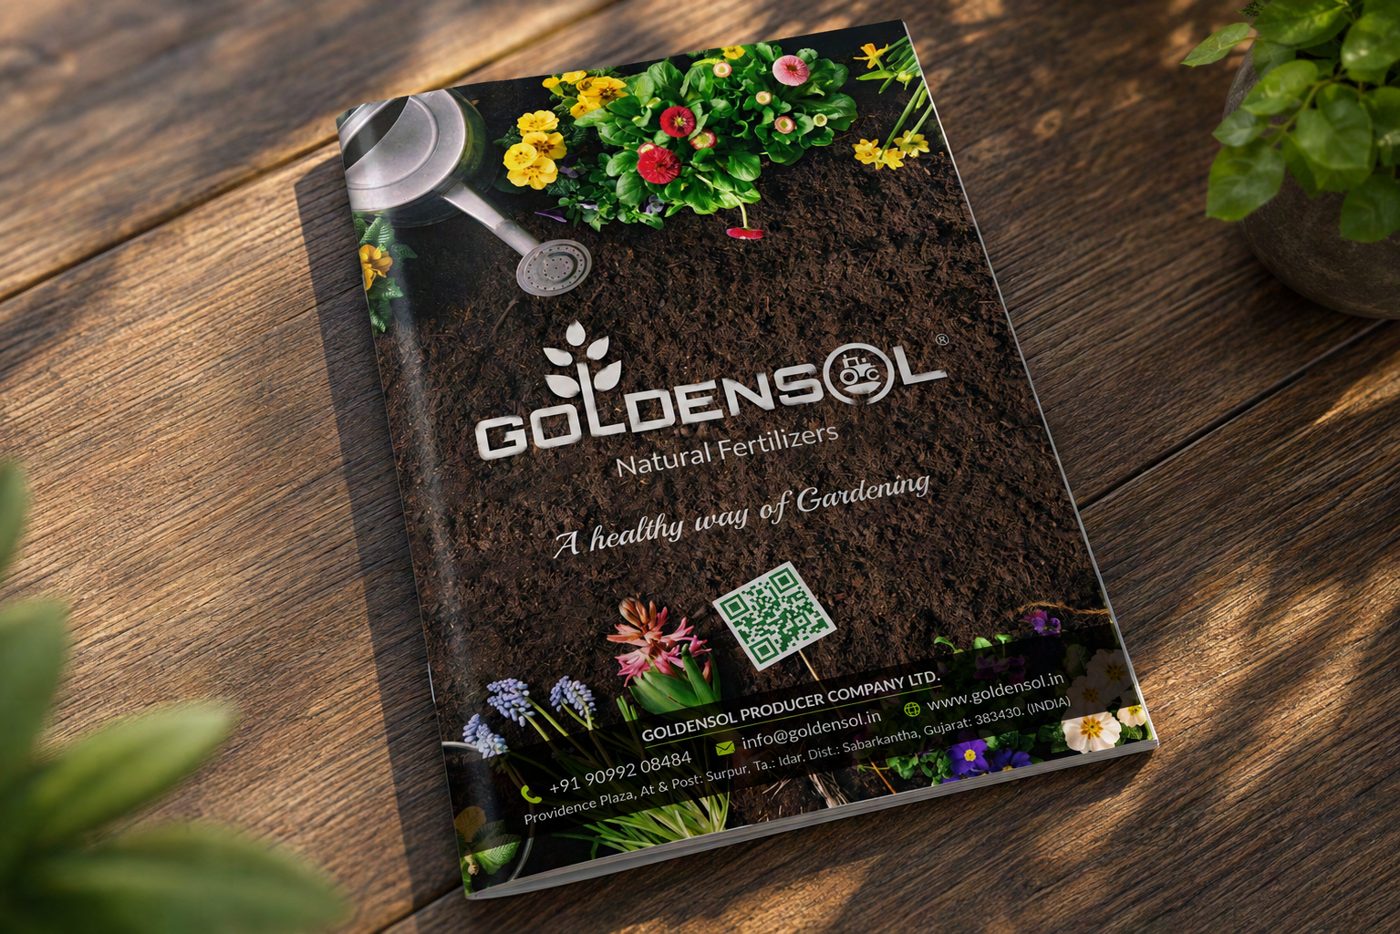 GOLDENSOL®
Natural Fertilizers
A healthy way of Gardening
GOLDENSOL PRODUCER COMPANY LTD.
+91 90992 08484 info@goldensol.in www.goldensol.in
Providence Plaza, At & Post: Surpur, Ta.: Idar, Dist.: Sabarkantha, Gujarat: 383430. (INDIA)